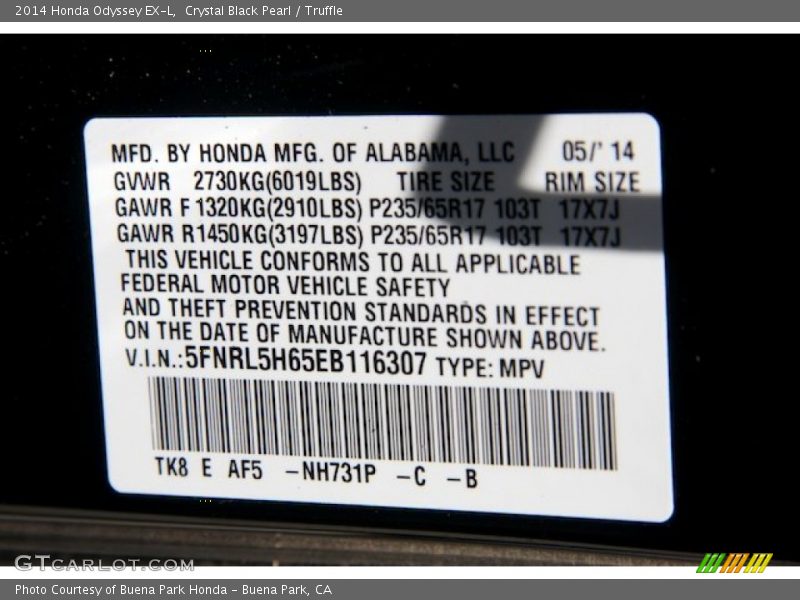 2014 Honda Odyssey EX-L,  Crystal Black Pearl / Truffle
MFD. BY HONDA MFG. OF ALABAMA, LLC 05/' 14
GVWR 2730KG(6019LBS) TIRE SIZE RIM SIZE
GAWR F 1320KG(2910LBS) P235/65R17 103T 17X7J
GAWR R1450KG(3197LBS) P235/65R17 103T 17X7J
THIS VEHICLE CONFORMS TO ALL APPLICABLE
FEDERAL MOTOR VEHICLE SAFETY
AND THEFT PREVENTION STANDARDS IN EFFECT
ON THE DATE OF MANUFACTURE SHOWN ABOVE.
V.I.N.:5FNRL5H65EB116307 TYPE: MPV
TK8 E AF5 -NH731P -C -B
GTCARLOT.COM
Photo Courtesy of Buena Park Honda - Buena Park, CA